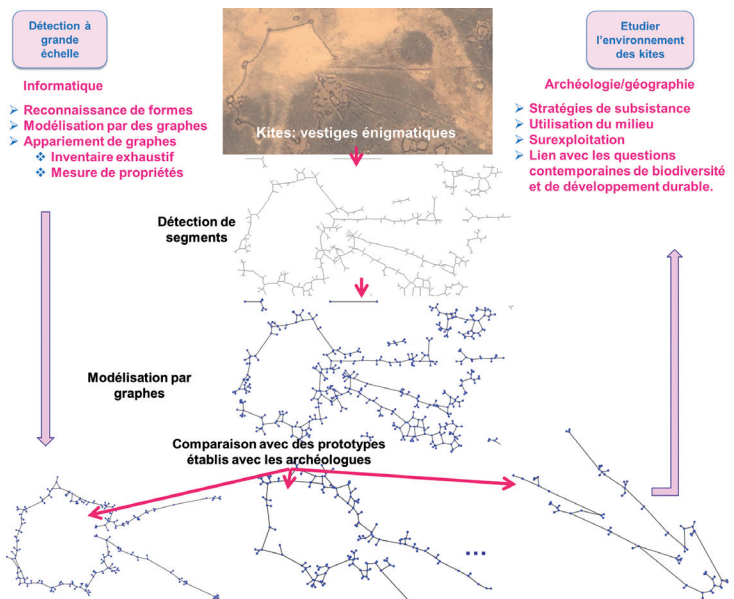 Détection à
grande
échelle
Informatique
Reconnaissance de formes
Modélisation par des graphes
Appariement de graphes
Inventaire exhaustif
Mesure de propriétés
Kites: vestiges énigmatiques
Etudier
l'environnement
des kites
Archéologie/géographie
Stratégies de subsistance
Utilisation du milieu
Surexploitation
Lien avec les questions
contemporaines de biodiversité
et de développement durable.
Détection de
segments
Modélisation par
graphes
Comparaison avec des prototypes
établis avec les archéologues
...